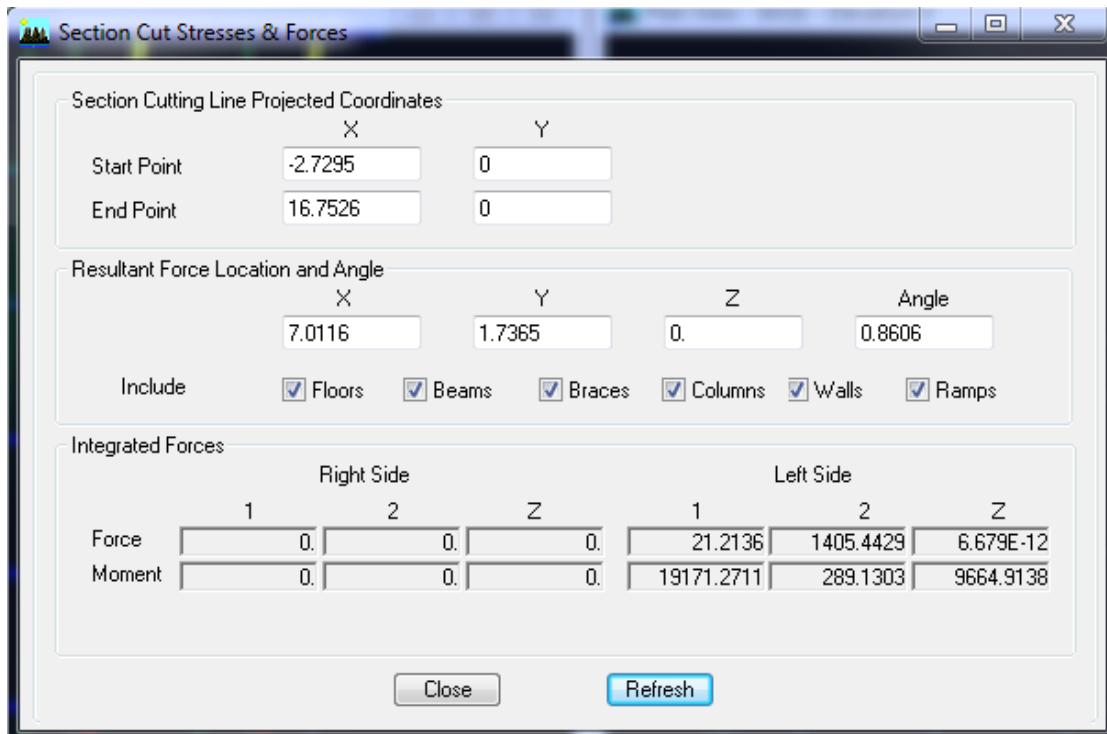 Section Cut Stresses & Forces
Section Cutting Line Projected Coordinates
X Y
Start Point -2.7295 0
End Point 16.7526 0
Resultant Force Location and Angle
X Y Z Angle
7.0116 1.7365 0. 0.8606
Include Floors Beams Braces Columns Walls Ramps
Integrated Forces
Right Side Left Side
1 2 Z 1 2 Z
Force 0. 0. 0. 21.2136 1405.4429 6.679E-12
Moment 0. 0. 0. 19171.2711 289.1303 9664.9138
Close Refresh